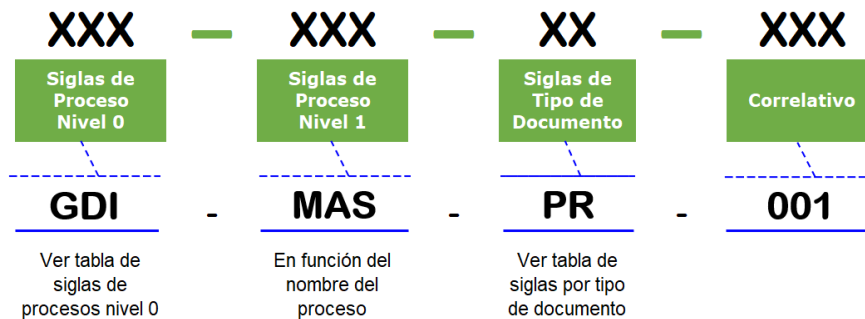 XXX — XXX — XX — XXX
Siglas de
Proceso
Nivel 0
Siglas de
Proceso
Nivel 1
Siglas de
Tipo de
Documento
Correlativo
GDI - MAS - PR - 001
Ver tabla de
siglas de
procesos nivel 0
En función del
nombre del
proceso
Ver tabla de
siglas por tipo
de documento